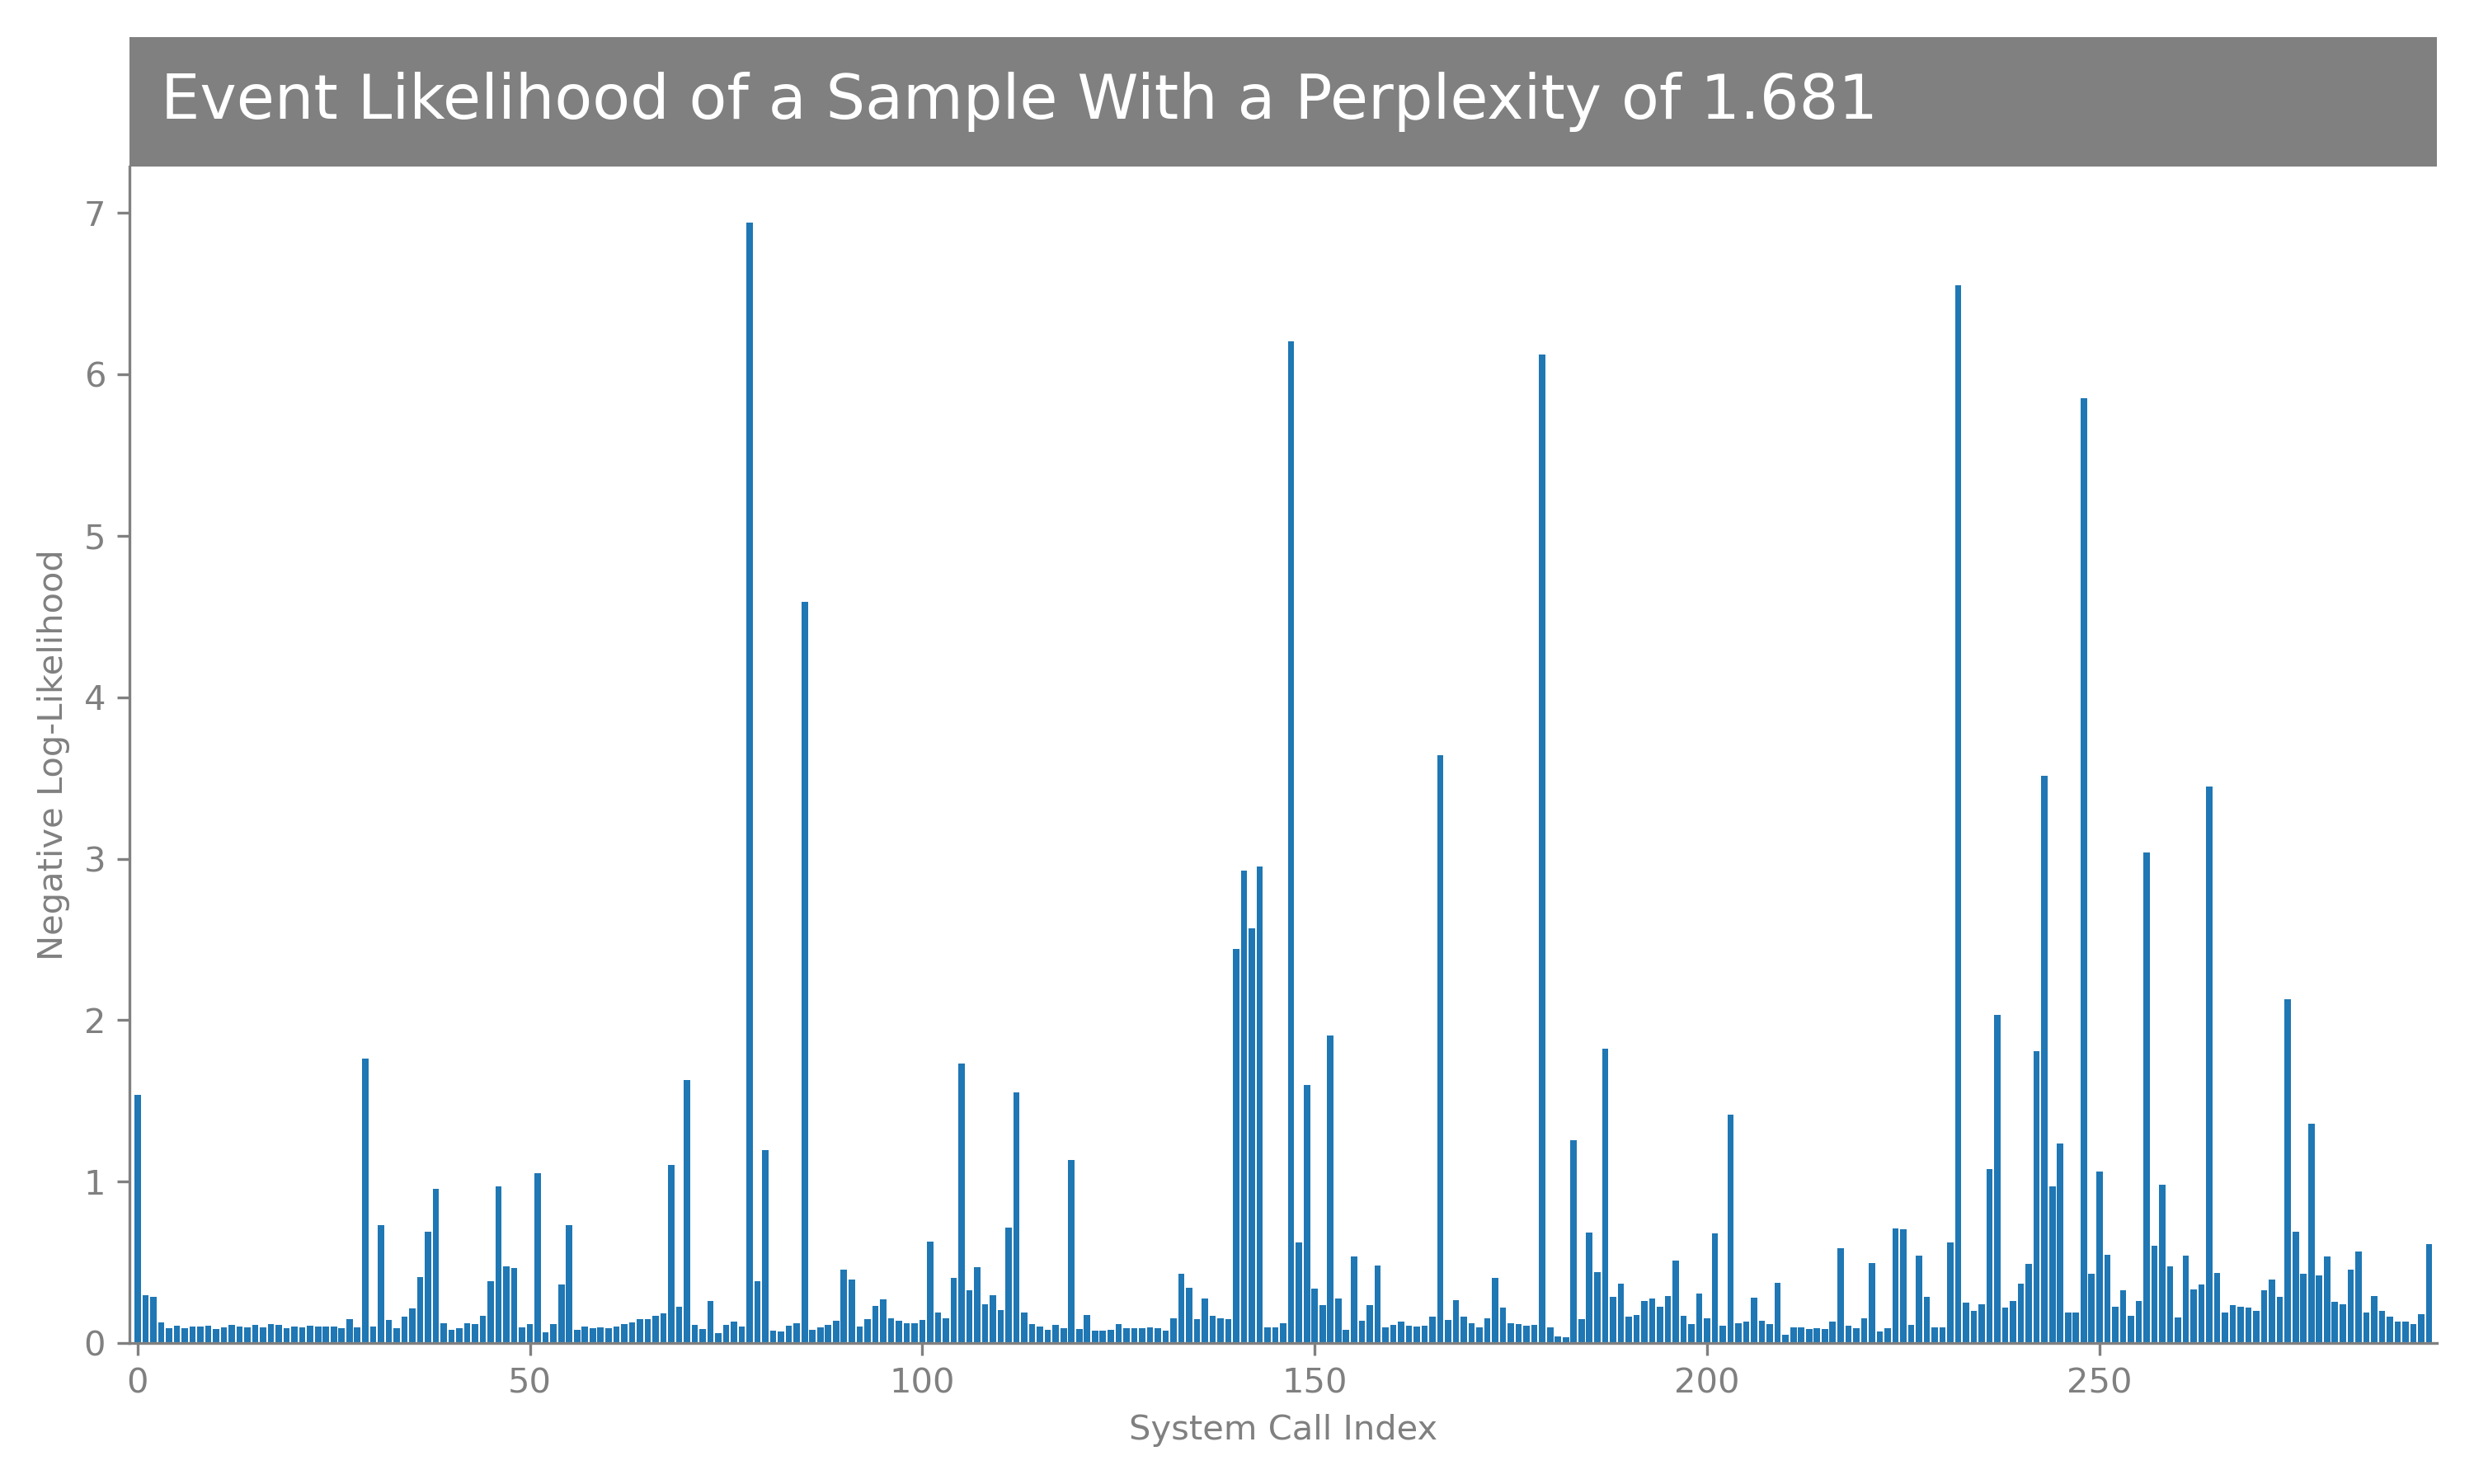 Event Likelihood of a Sample With a Perplexity of 1.681
7
6
5
4
3
2
1
0
Negative Log-Likelihood
0 50 100 150 200 250
System Call Index